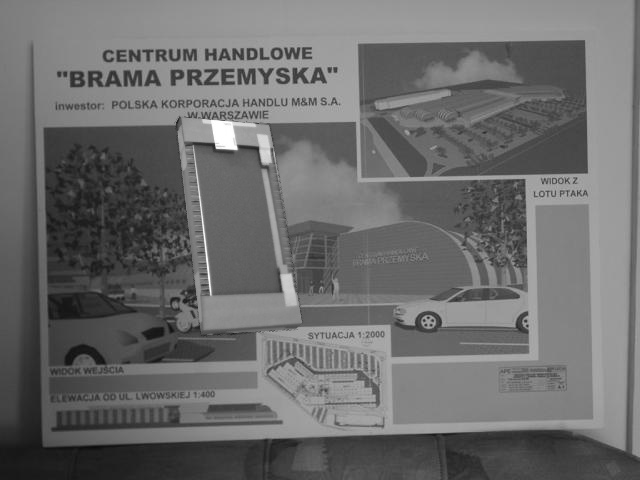 CENTRUM HANDLOWE
"BRAMA PRZEMYSKA"
inwestor: POLSKA KORPORACJA HANDLU M&M S.A.
W WARSZAWIE
WIDOK Z
LOTU PTAKA
CENTRUM HANDLOWE
BRAMA PRZEMYSKA
SYTUACJA 1:2000
WIDOK WEJŚCIA
ELEWACJA OD UL. LWOWSKIEJ 1:400